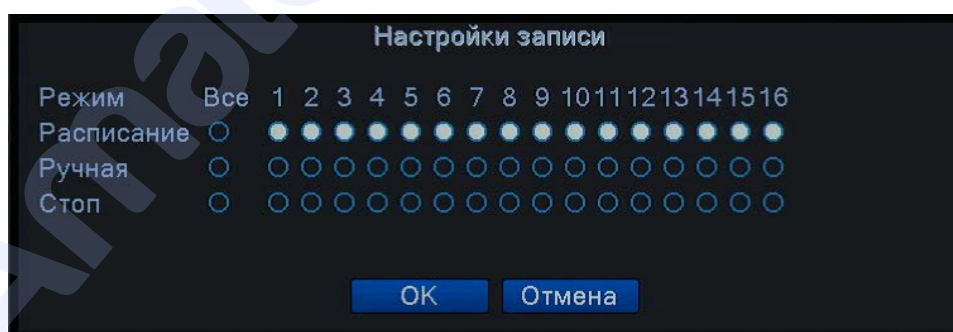 Настройки записи
Режим Все 1 2 3 4 5 6 7 8 9 10 11 12 13 14 15 16
Расписание
Ручная
Стоп
OK Отмена